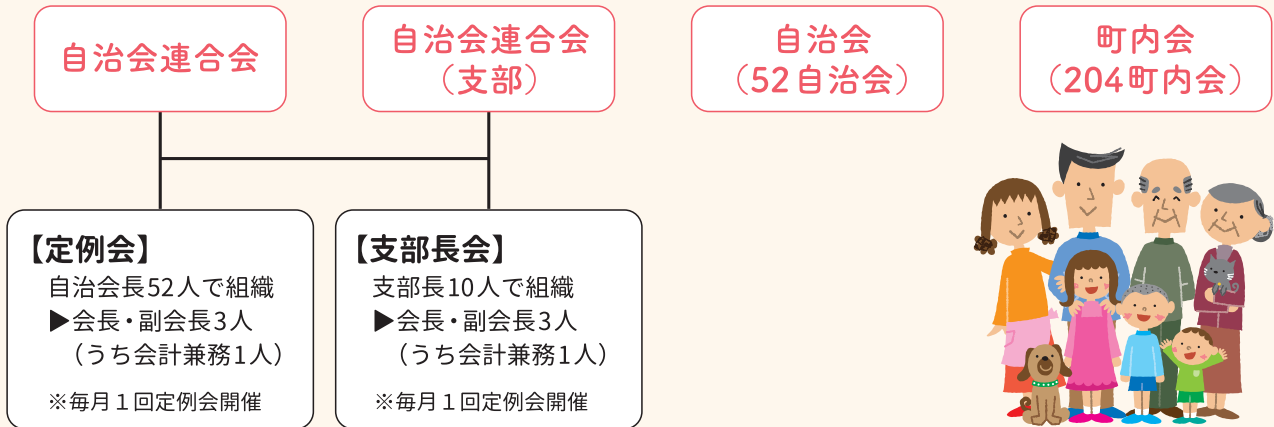 自治会連合会
自治会連合会
（支部）
自治会
（52自治会）
町内会
（204町内会）
【定例会】
自治会長52人で組織
▶会長・副会長3人
（うち会計兼務1人）
※毎月１回定例会開催
【支部長会】
支部長10人で組織
▶会長・副会長3人
（うち会計兼務1人）
※毎月１回定例会開催